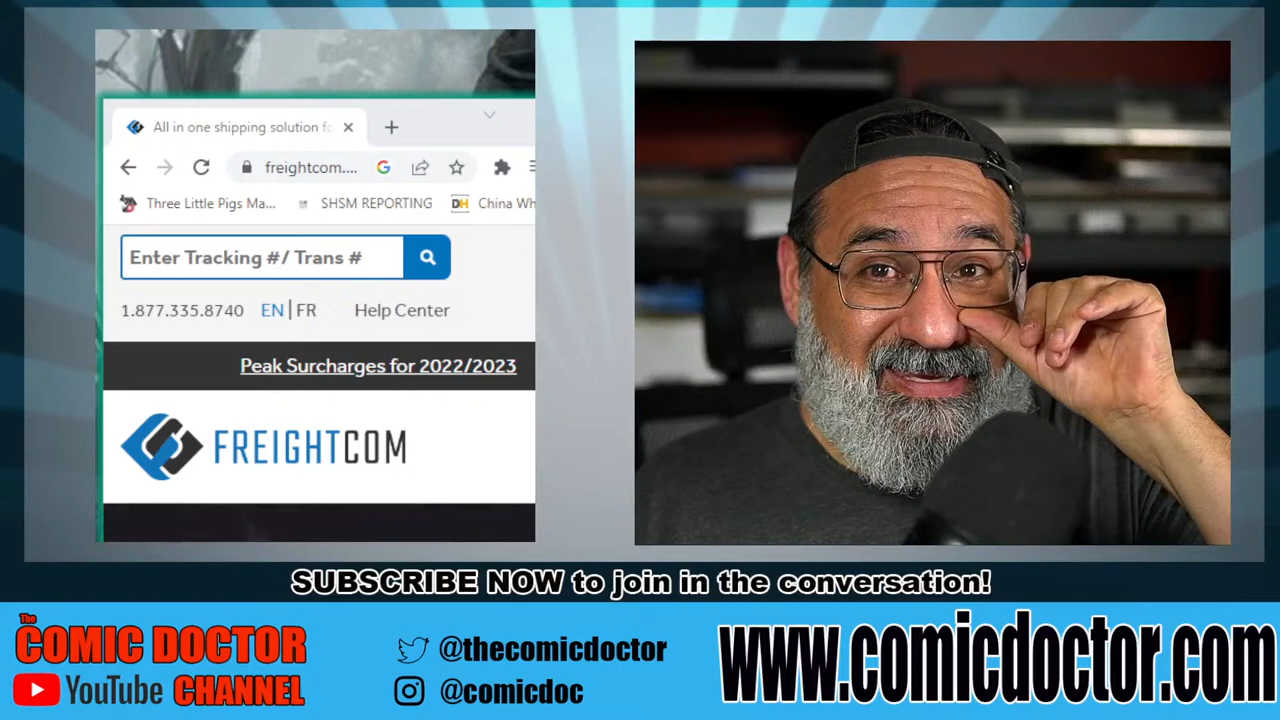 All in one shipping solution fo
freightcom....
Three Little Pigs Ma... SHSM REPORTING DH China Wh
Enter Tracking #/ Trans #
1.877.335.8740 EN | FR Help Center
Peak Surcharges for 2022/2023
FREIGHTCOM
SUBSCRIBE NOW to join in the conversation!
The
COMIC DOCTOR
YouTube CHANNEL
@thecomicdoctor
@comicdoc
www.comicdoctor.com